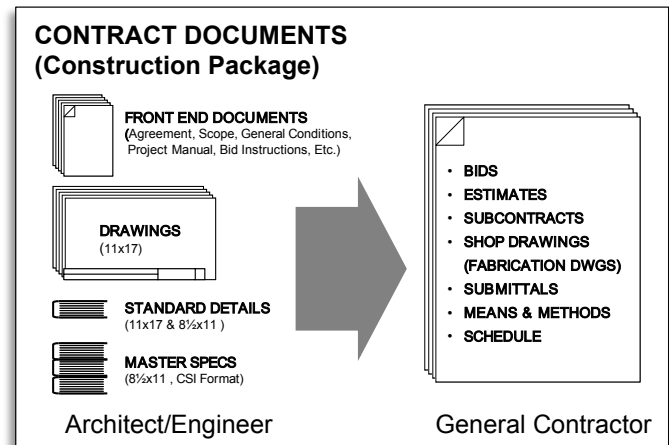 CONTRACT DOCUMENTS
(Construction Package)
FRONT END DOCUMENTS
(Agreement, Scope, General Conditions,
Project Manual, Bid Instructions, Etc.)
DRAWINGS
(11x17)
STANDARD DETAILS
(11x17 & 8½x11 )
MASTER SPECS
(8½x11 , CSI Format)
Architect/Engineer
• BIDS
• ESTIMATES
• SUBCONTRACTS
• SHOP DRAWINGS
(FABRICATION DWGS)
• SUBMITTALS
• MEANS & METHODS
• SCHEDULE
General Contractor